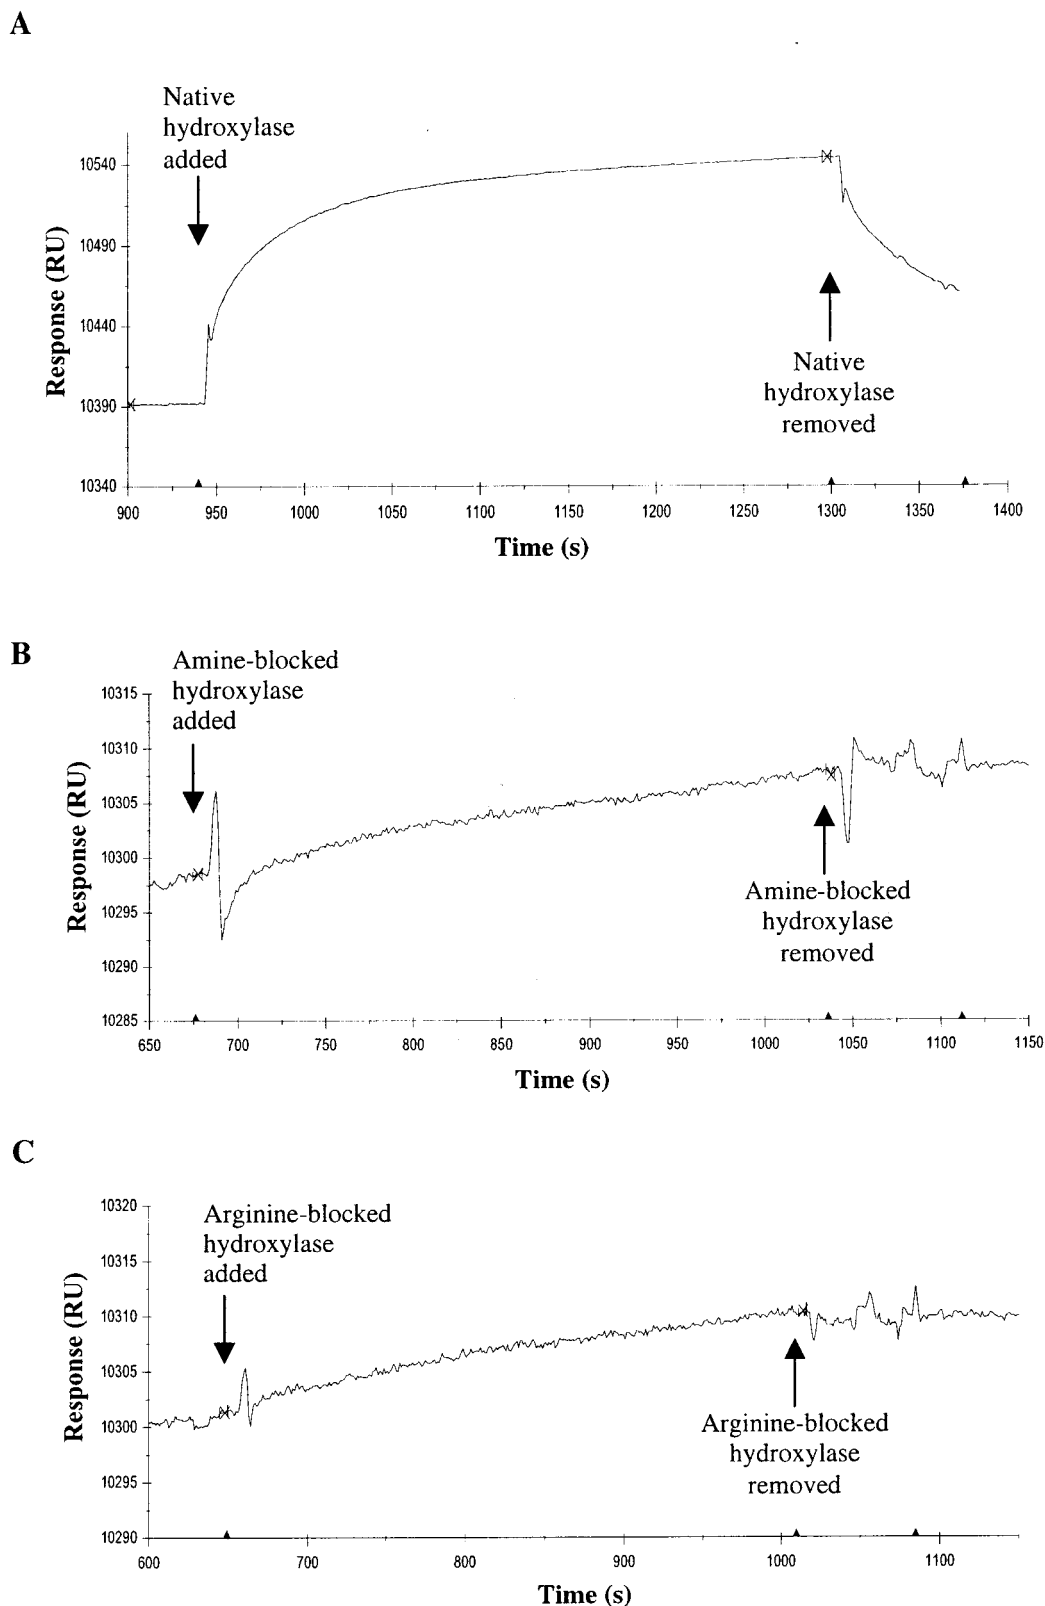 A
Native
hydroxylase
added
10540
10490
10440
10390
10340
Response (RU)
Native
hydroxylase
removed
900 950 1000 1050 1100 1150 1200 1250 1300 1350 1400
Time (s)
B
Amine-blocked
hydroxylase
added
10315
10310
10305
10300
10295
10290
10285
Response (RU)
Amine-blocked
hydroxylase
removed
650 700 750 800 850 900 950 1000 1050 1100 1150
Time (s)
C
Arginine-blocked
hydroxylase
added
10320
10315
10310
10305
10300
10295
10290
Response (RU)
Arginine-blocked
hydroxylase
removed
600 700 800 900 1000 1100
Time (s)